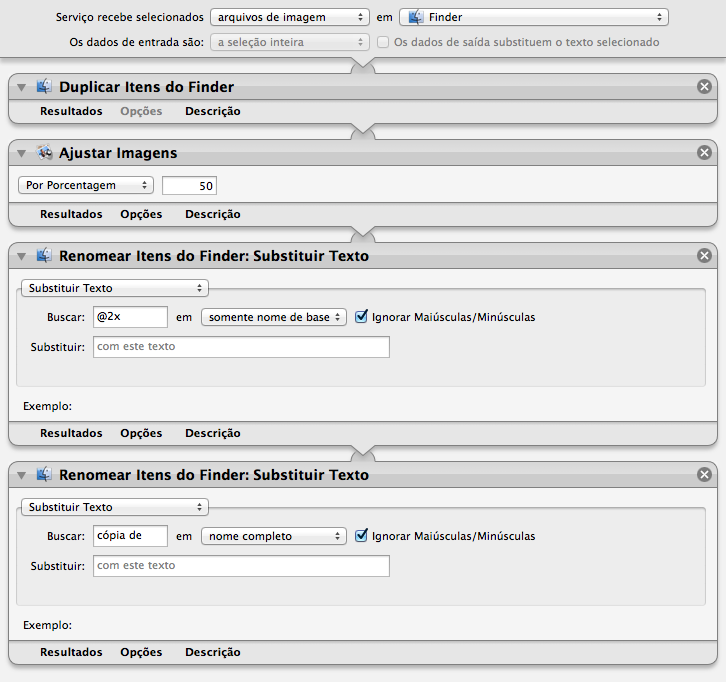 Serviço recebe selecionados arquivos de imagem em Finder
Os dados de entrada são: a seleção inteira Os dados de saída substituem o texto selecionado
Duplicar Itens do Finder
Resultados Opções Descrição
Ajustar Imagens
Por Porcentagem 50
Resultados Opções Descrição
Renomear Itens do Finder: Substituir Texto
Substituir Texto
Buscar: @2x em somente nome de base Ignorar Maiúsculas/Minúsculas
Substituir: com este texto
Exemplo:
Resultados Opções Descrição
Renomear Itens do Finder: Substituir Texto
Substituir Texto
Buscar: cópia de em nome completo Ignorar Maiúsculas/Minúsculas
Substituir: com este texto
Exemplo:
Resultados Opções Descrição